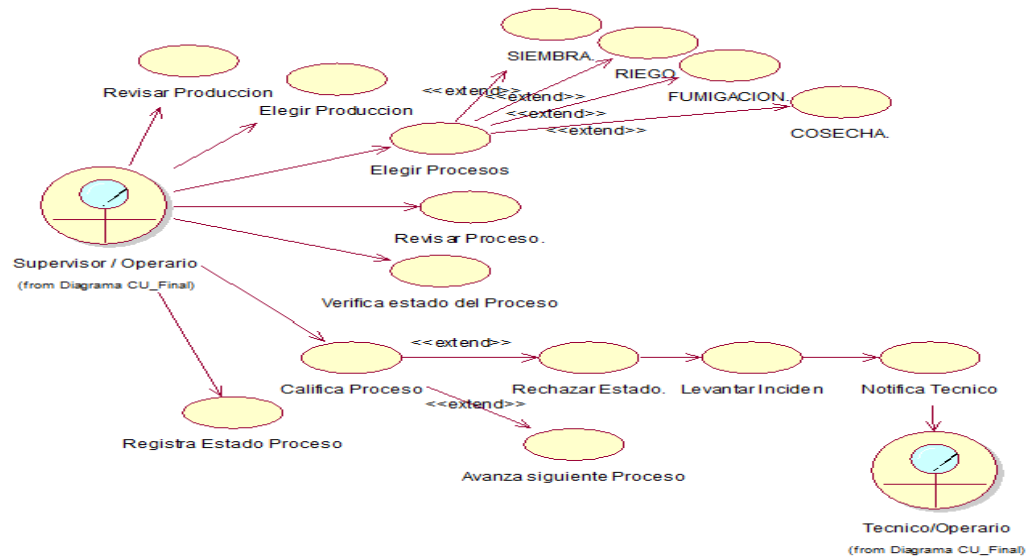 SIEMBRA.
RIEGO
Revisar Produccion
<<extend>>
<<extend>>
FUMIGACION.
Elegir Produccion
<<extend>>
<<extend>>
COSECHA.
Elegir Procesos
Revisar Proceso.
Supervisor / Operario
(from Diagrama CU_Final)
Verifica estado del Proceso
<<extend>>
Califica Proceso
Rechazar Estado.
Levantar Inciden
Notifica Tecnico
<<extend>>
Registra Estado Proceso
Avanza siguiente Proceso
Tecnico/Operario
(from Diagrama CU_Final)